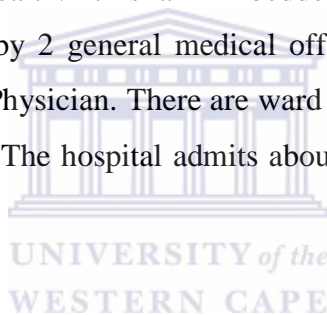 by 2 general medical off
Physician. There are ward
The hospital admits abou
UNIVERSITY of the
WESTERN CAPE